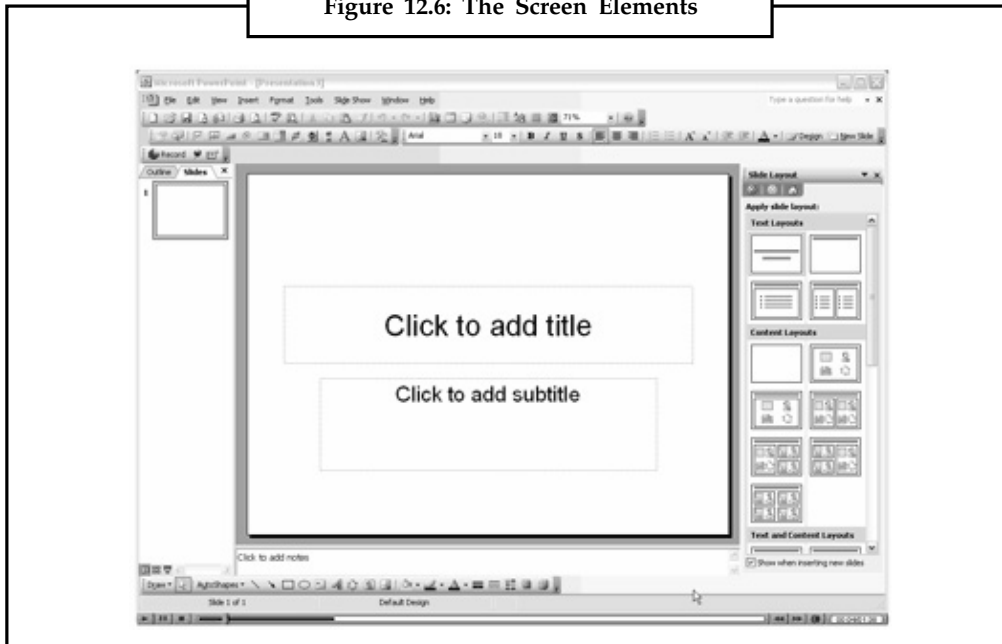 Figure 12.6: The Screen Elements
Microsoft PowerPoint - [Presentation1]
File Edit View Insert Format Tools Slide Show Window Help
Type a question for help
71%
Arial
18
B I U S
Design
New Slide
Record
Outline
Slides
1
Click to add title
Click to add subtitle
Click to add notes
Slide Layout
Apply slide layout:
Text Layouts
Content Layouts
Text and Content Layouts
Show when inserting new slides
Draw
AutoShapes
Slide 1 of 1
Default Design